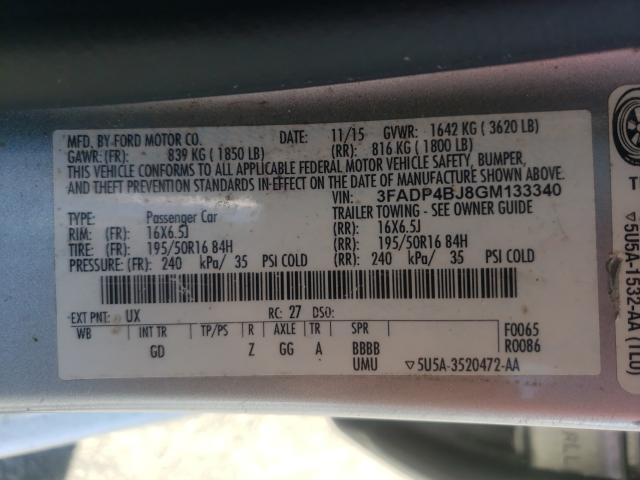 MFD. BY FORD MOTOR CO. DATE: 11/15 GVWR: 1642 KG ( 3620 LB)
GAWR: (FR): 839 KG ( 1850 LB) (RR): 816 KG ( 1800 LB)
THIS VEHICLE CONFORMS TO ALL APPLICABLE FEDERAL MOTOR VEHICLE SAFETY, BUMPER,
AND THEFT PREVENTION STANDARDS IN EFFECT ON THE DATE OF MANUFACTURE SHOWN ABOVE.
VIN: 3FADP4BJ8GM133340
TYPE: Passenger Car TRAILER TOWING - SEE OWNER GUIDE
RIM: (FR): 16X6.5J (RR): 16X6.5J
TIRE: (FR): 195/50R16 84H (RR): 195/50R16 84H
PRESSURE: (FR): 240 kPa/ 35 PSI COLD (RR): 240 kPa/ 35 PSI COLD
EXT PNT: UX RC: 27 DSO:
WB INT TR TP/PS R AXLE TR SPR F0065
GD Z GG A BBBB R0086
UMU ▽5U5A-3520472-AA
T
▽5U5A-1532-AA (1LU)